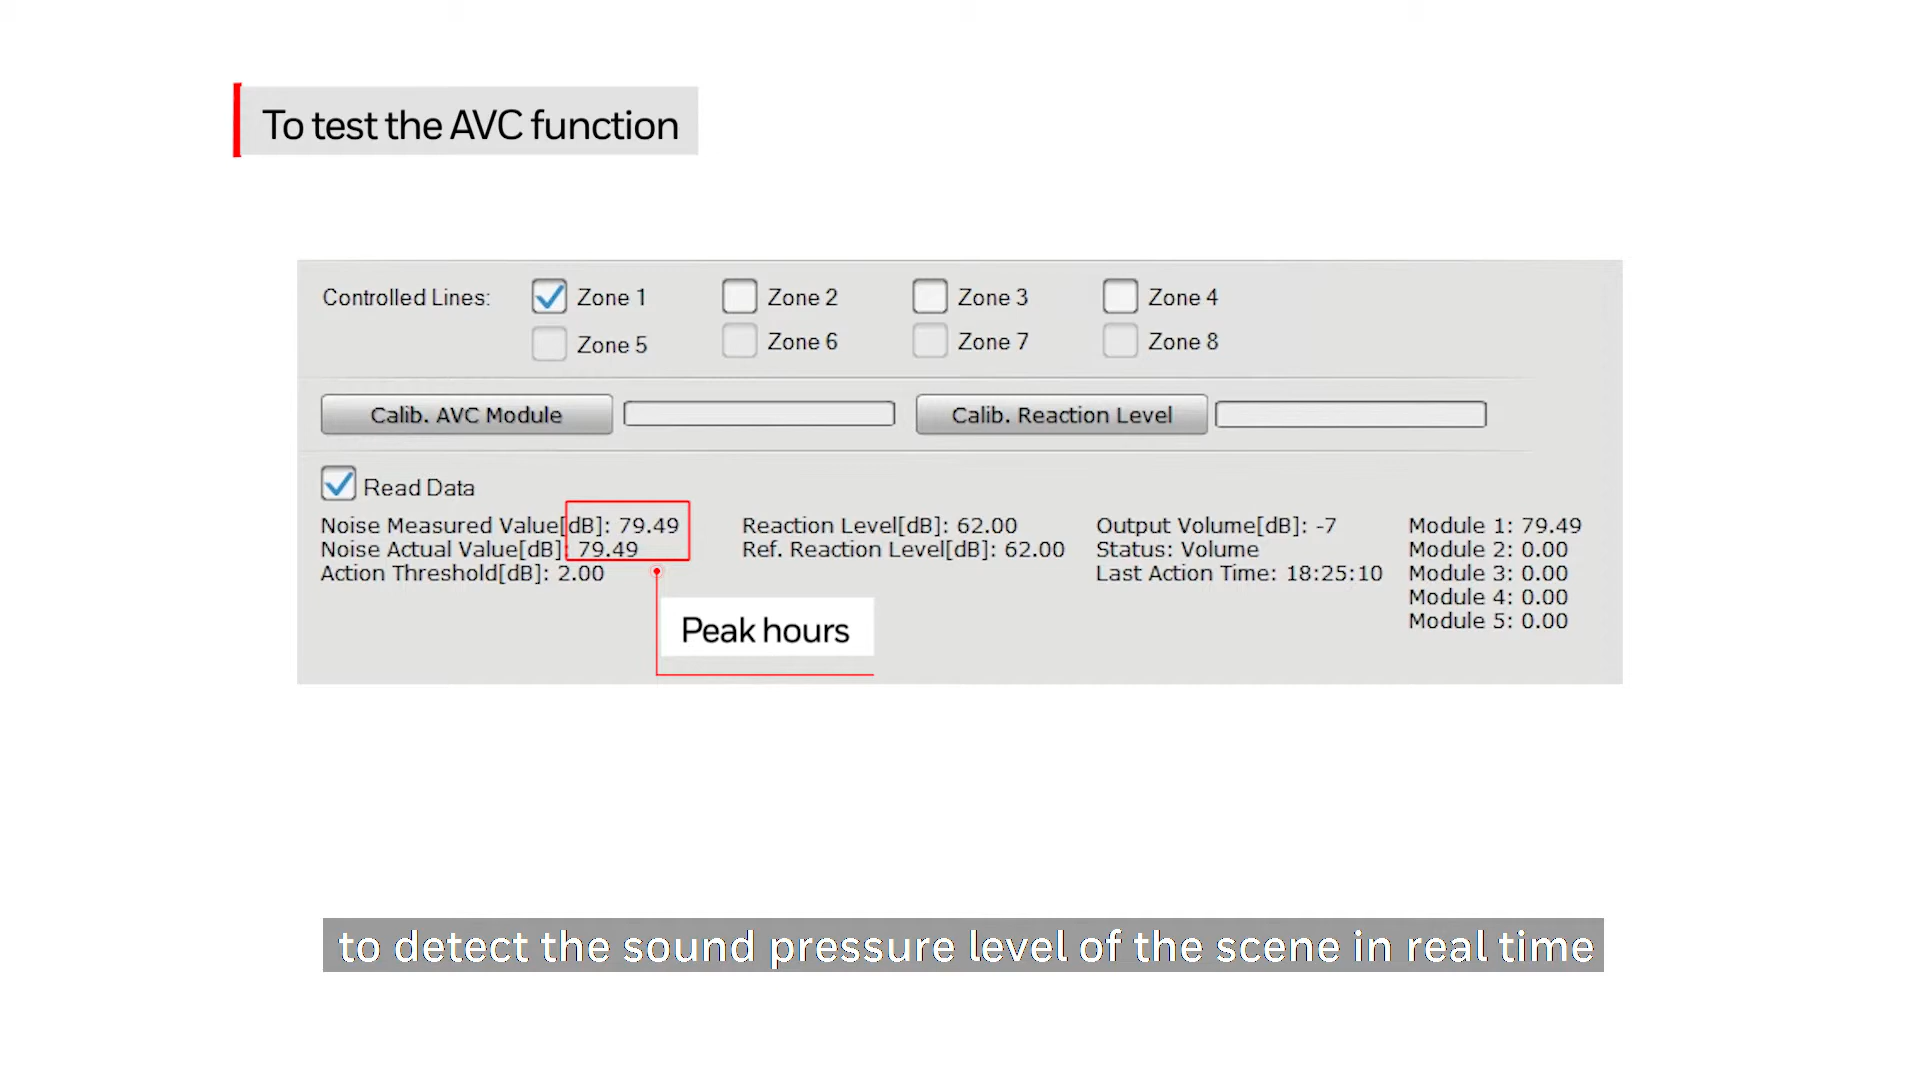 To test the AVC function
Controlled Lines: Zone 1 Zone 2 Zone 3 Zone 4
Zone 5 Zone 6 Zone 7 Zone 8
Calib. AVC Module Calib. Reaction Level
Read Data
Noise Measured Value[dB]: 79.49 Reaction Level[dB]: 62.00 Output Volume[dB]: -7 Module 1: 79.49
Noise Actual Value[dB]: 79.49 Ref. Reaction Level[dB]: 62.00 Status: Volume Module 2: 0.00
Action Threshold[dB]: 2.00 Last Action Time: 18:25:10 Module 3: 0.00
Module 4: 0.00
Module 5: 0.00
Peak hours
to detect the sound pressure level of the scene in real time